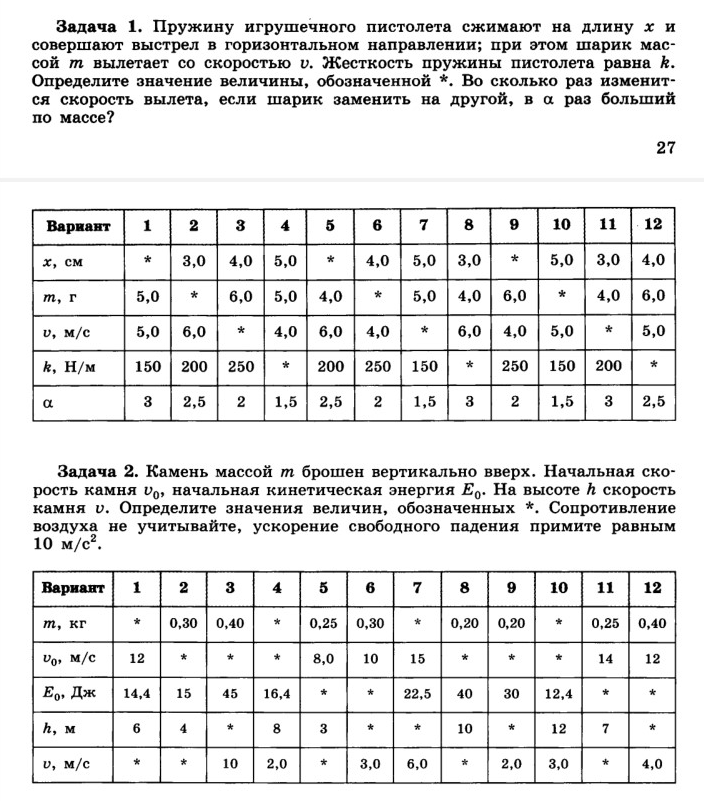 Задача 1. Пружину игрушечного пистолета сжимают на длину x и
совершают выстрел в горизонтальном направлении; при этом шарик мас-
сой m вылетает со скоростью v. Жесткость пружины пистолета равна k.
Определите значение величины, обозначенной *. Во сколько раз изменит-
ся скорость вылета, если шарик заменить на другой, в α раз больший
по массе?
27
Вариант 1 2 3 4 5 6 7 8 9 10 11 12
x, см * 3,0 4,0 5,0 * 4,0 5,0 3,0 * 5,0 3,0 4,0
m, г 5,0 * 6,0 5,0 4,0 * 5,0 4,0 6,0 * 4,0 6,0
v, м/с 5,0 6,0 * 4,0 6,0 4,0 * 6,0 4,0 5,0 * 5,0
k, Н/м 150 200 250 * 200 250 150 * 250 150 200 *
α 3 2,5 2 1,5 2,5 2 1,5 3 2 1,5 3 2,5
Задача 2. Камень массой m брошен вертикально вверх. Начальная ско-
рость камня v₀, начальная кинетическая энергия E₀. На высоте h скорость
камня v. Определите значения величин, обозначенных *. Сопротивление
воздуха не учитывайте, ускорение свободного падения примите равным
10 м/с².
Вариант 1 2 3 4 5 6 7 8 9 10 11 12
m, кг * 0,30 0,40 * 0,25 0,30 * 0,20 0,20 * 0,25 0,40
v₀, м/с 12 * * * 8,0 10 15 * * * 14 12
E₀, Дж 14,4 15 45 16,4 * * 22,5 40 30 12,4 * *
h, м 6 4 * 8 3 * * 10 * 12 7 *
v, м/с * * 10 2,0 * 3,0 6,0 * 2,0 3,0 * 4,0